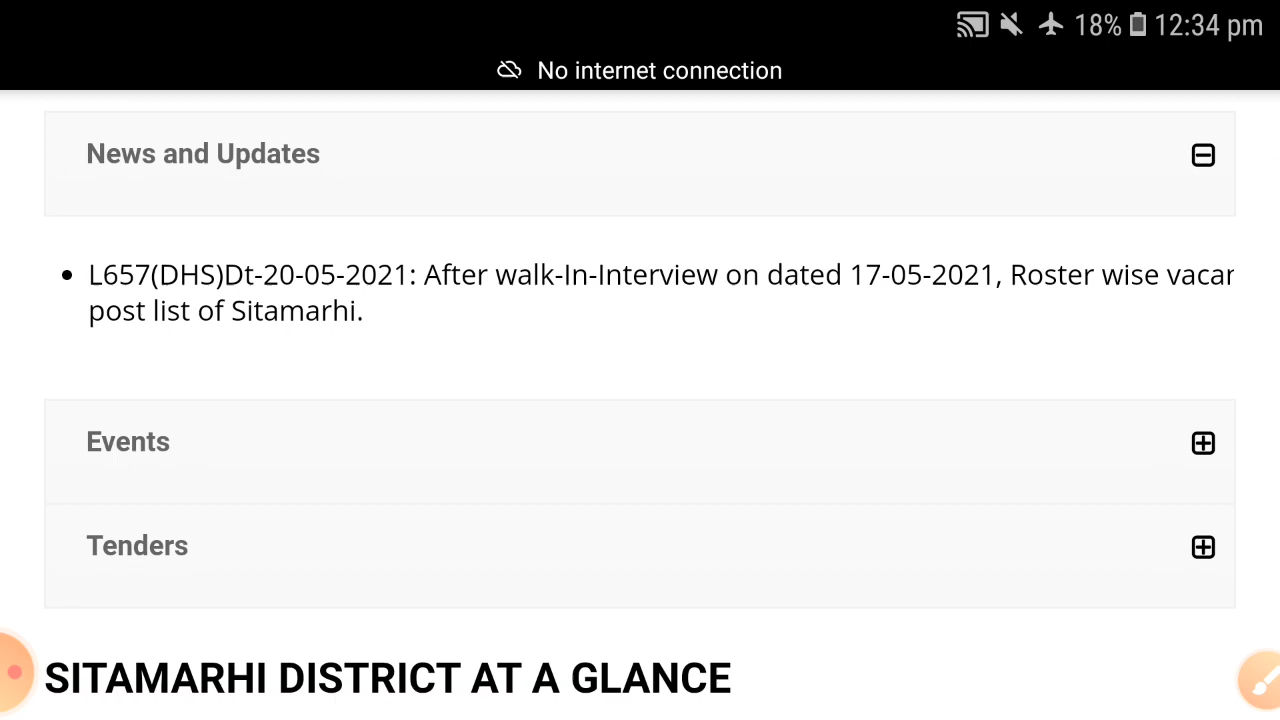 18% 12:34 pm
No internet connection
News and Updates
L657(DHS)Dt-20-05-2021: After walk-In-Interview on dated 17-05-2021, Roster wise vacan
post list of Sitamarhi.
Events
Tenders
SITAMARHI DISTRICT AT A GLANCE